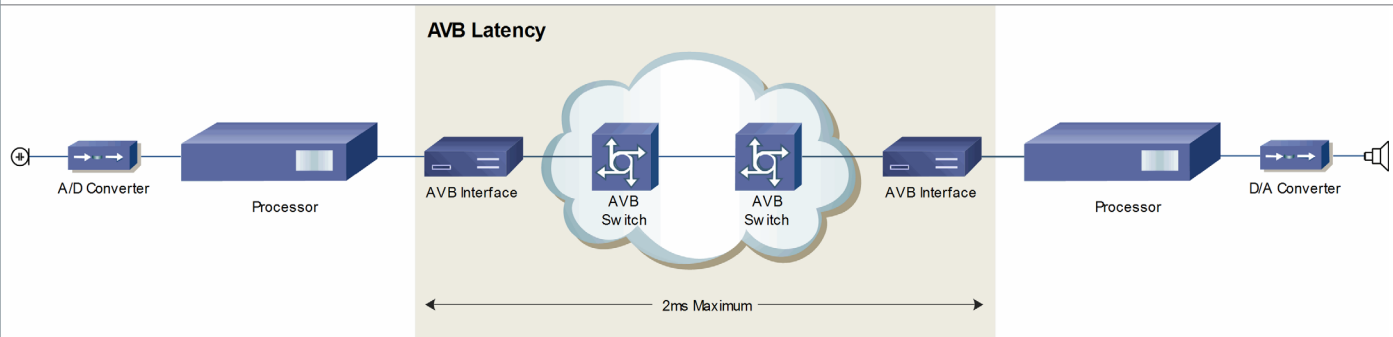 AVB Latency
A/D Converter
Processor
AVB Interface
AVB
Switch
AVB
Switch
AVB Interface
Processor
D/A Converter
2ms Maximum